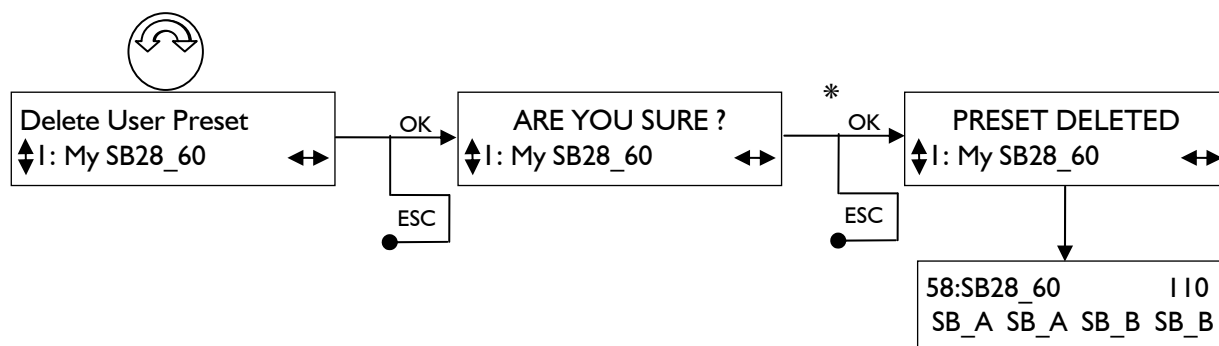 Delete User Preset
1: My SB28_60
OK
ESC
ARE YOU SURE ?
1: My SB28_60
*
OK
ESC
PRESET DELETED
1: My SB28_60
58:SB28_60 110
SB_A SB_A SB_B SB_B